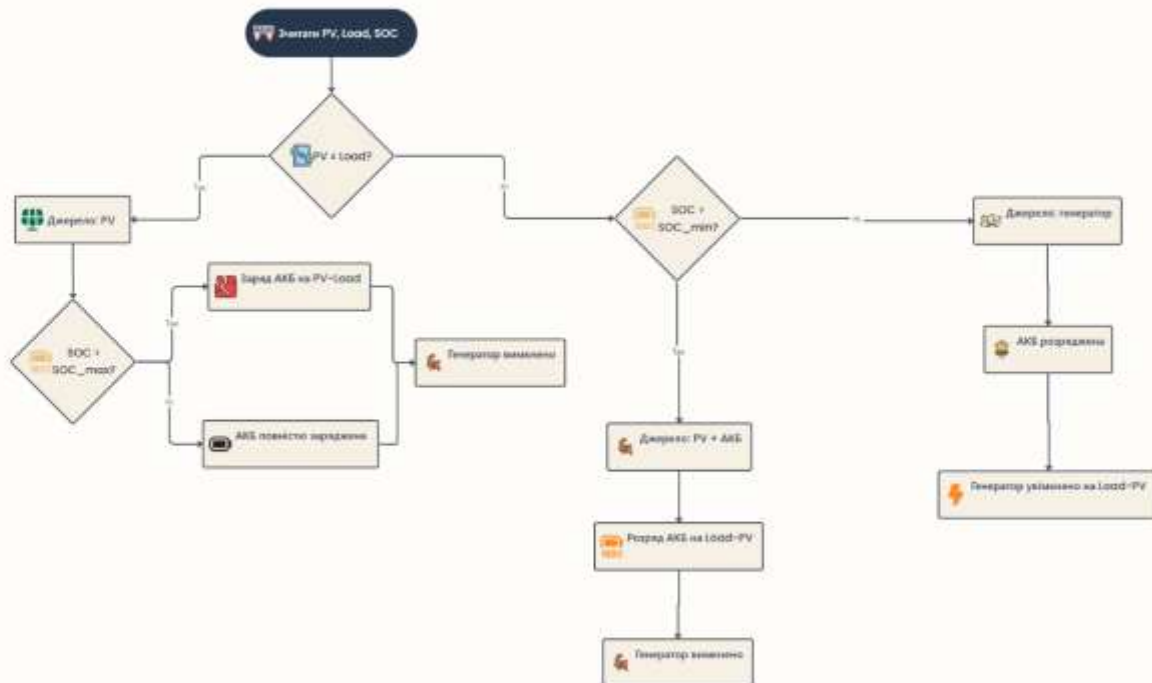 Зчитати PV, Load, SOC
PV Load?
Так
Ні
Джерело: PV
SOC
SOC_min?
Ні
Джерело: генератор
Заряд АКБ на PV-Load
Так
SOC
SOC_max?
Генератор вимкнено
АКБ розряджена
Так
Ні
АКБ повністю заряджена
Джерело: PV + АКБ
Генератор увімкнено на Load-PV
Розряд АКБ на Load-PV
Генератор вимкнено